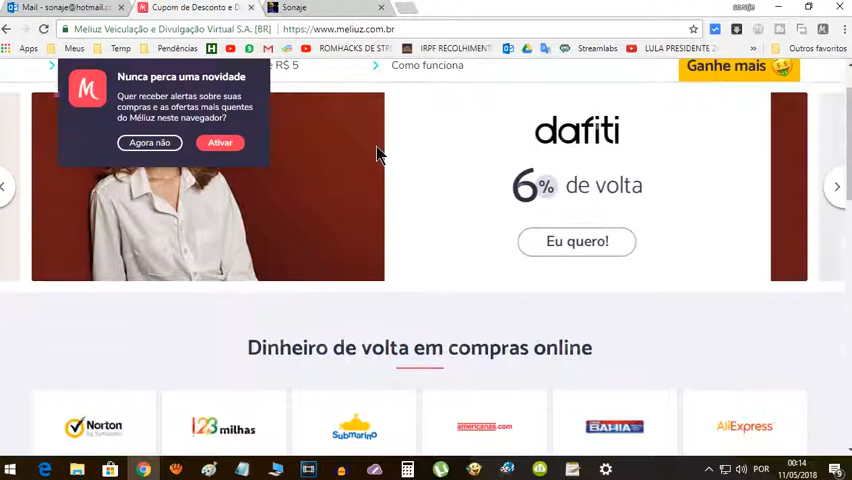 Mail - sonaje@hotmail.co
Cupom de Desconto e D
Sonaje
sonaje
Meliuz Veiculação e Divulgação Virtual S.A. [BR]
https://www.meliuz.com.br
Apps
Meus
Temp
Pendências
ROMHACKS DE STR
IRPF RECOLHIMENT
Streamlabs
LULA PRESIDENTE 2
Outros favoritos
e R$ 5
Como funciona
Ganhe mais
Nunca perca uma novidade
Quer receber alertas sobre suas
compras e as ofertas mais quentes
do Méliuz neste navegador?
Agora não
Ativar
dafiti
6% de volta
Eu quero!
Dinheiro de volta em compras online
Norton
by Symantec
123 milhas
Submarino
americanas.com
BAHIA
AliExpress
POR
00:14
11/05/2018